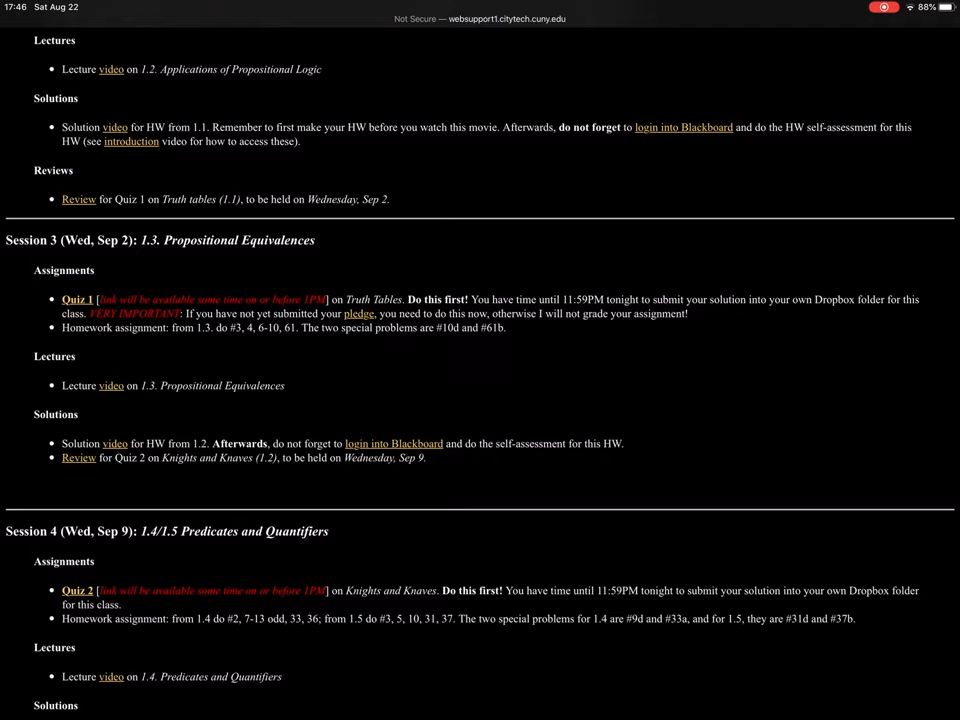 17:46 Sat Aug 22
88%
Not Secure — websupport1.citytech.cuny.edu
Lectures
• Lecture video on 1.2. Applications of Propositional Logic
Solutions
• Solution video for HW from 1.1. Remember to first make your HW before you watch this movie. Afterwards, do not forget to login into Blackboard and do the HW self-assessment for this
HW (see introduction video for how to access these).
Reviews
• Review for Quiz 1 on Truth tables (1.1), to be held on Wednesday, Sep 2.
Session 3 (Wed, Sep 2): 1.3. Propositional Equivalences
Assignments
• Quiz 1 [link will be available some time on or before 1PM] on Truth Tables. Do this first! You have time until 11:59PM tonight to submit your solution into your own Dropbox folder for this
class. VERY IMPORTANT: If you have not yet submitted your pledge, you need to do this now, otherwise I will not grade your assignment!
• Homework assignment: from 1.3. do #3, 4, 6-10, 61. The two special problems are #10d and #61b.
Lectures
• Lecture video on 1.3. Propositional Equivalences
Solutions
• Solution video for HW from 1.2. Afterwards, do not forget to login into Blackboard and do the self-assessment for this HW.
• Review for Quiz 2 on Knights and Knaves (1.2), to be held on Wednesday, Sep 9.
Session 4 (Wed, Sep 9): 1.4/1.5 Predicates and Quantifiers
Assignments
• Quiz 2 [link will be available some time on or before 1PM] on Knights and Knaves. Do this first! You have time until 11:59PM tonight to submit your solution into your own Dropbox folder
for this class.
• Homework assignment: from 1.4 do #2, 7-13 odd, 33, 36; from 1.5 do #3, 5, 10, 31, 37. The two special problems for 1.4 are #9d and #33a, and for 1.5, they are #31d and #37b.
Lectures
• Lecture video on 1.4. Predicates and Quantifiers
Solutions